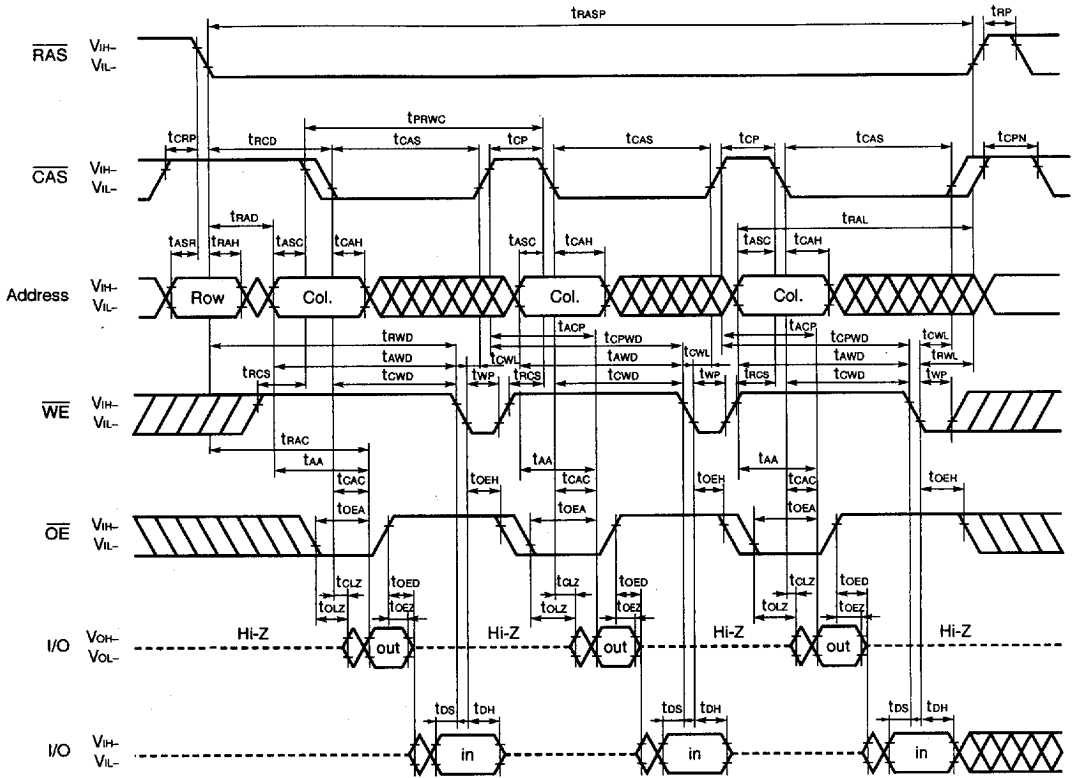 tRASP tRP
RAS VIH–
VIL–
tPRWC
tCRP tRCD tCAS tCP tCAS tCP tCAS tCPN
CAS VIH–
VIL–
tRAD tRAL
tASR tRAH tASC tCAH tASC tCAH tASC tCAH
Address VIH– Row Col. Col. Col.
VIL–
tACP tACP
tRWD tCPWD tCPWD tCWL
tAWD tCWL tAWD tCWL tAWD tRWL
tRCS tCWD tWP tRCS tCWD tWP tRCS tCWD tWP
WE VIH–
VIL–
tRAC
tAA tAA tAA
tCAC tOEH tCAC tOEH tCAC tOEH
tOEA tOEA tOEA
OE VIH–
VIL–
tCLZ tOED tCLZ tOED tCLZ tOED
tOLZ tOEZ tOLZ tOEZ tOLZ tOEZ
I/O VOH– Hi-Z out Hi-Z out Hi-Z out Hi-Z
VOL–
tDS tDH tDS tDH tDS tDH
I/O VIH– in in in
VIL–